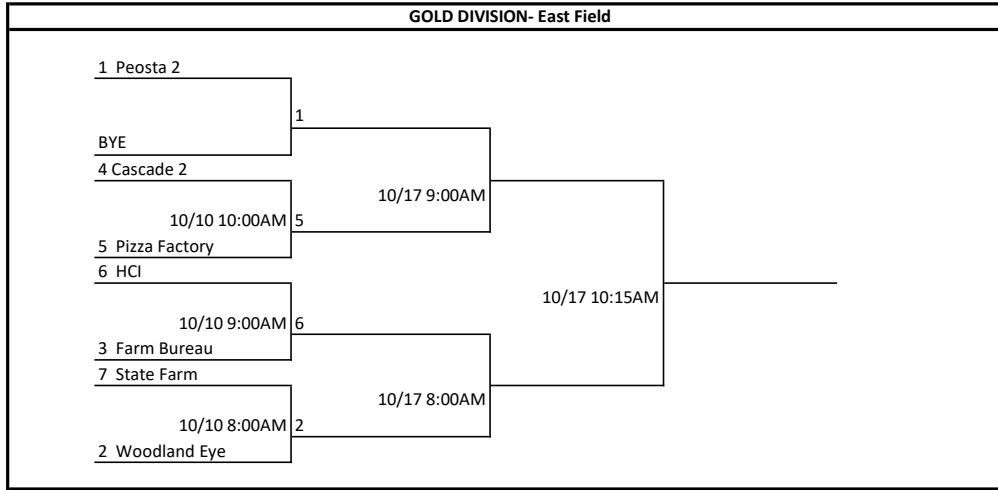 GOLD DIVISION- East Field
1 Peosta 2
1
BYE
4 Cascade 2
10/17 9:00AM
10/10 10:00AM 5
5 Pizza Factory
6 HCI
10/17 10:15AM
10/10 9:00AM 6
3 Farm Bureau
7 State Farm
10/17 8:00AM
10/10 8:00AM 2
2 Woodland Eye